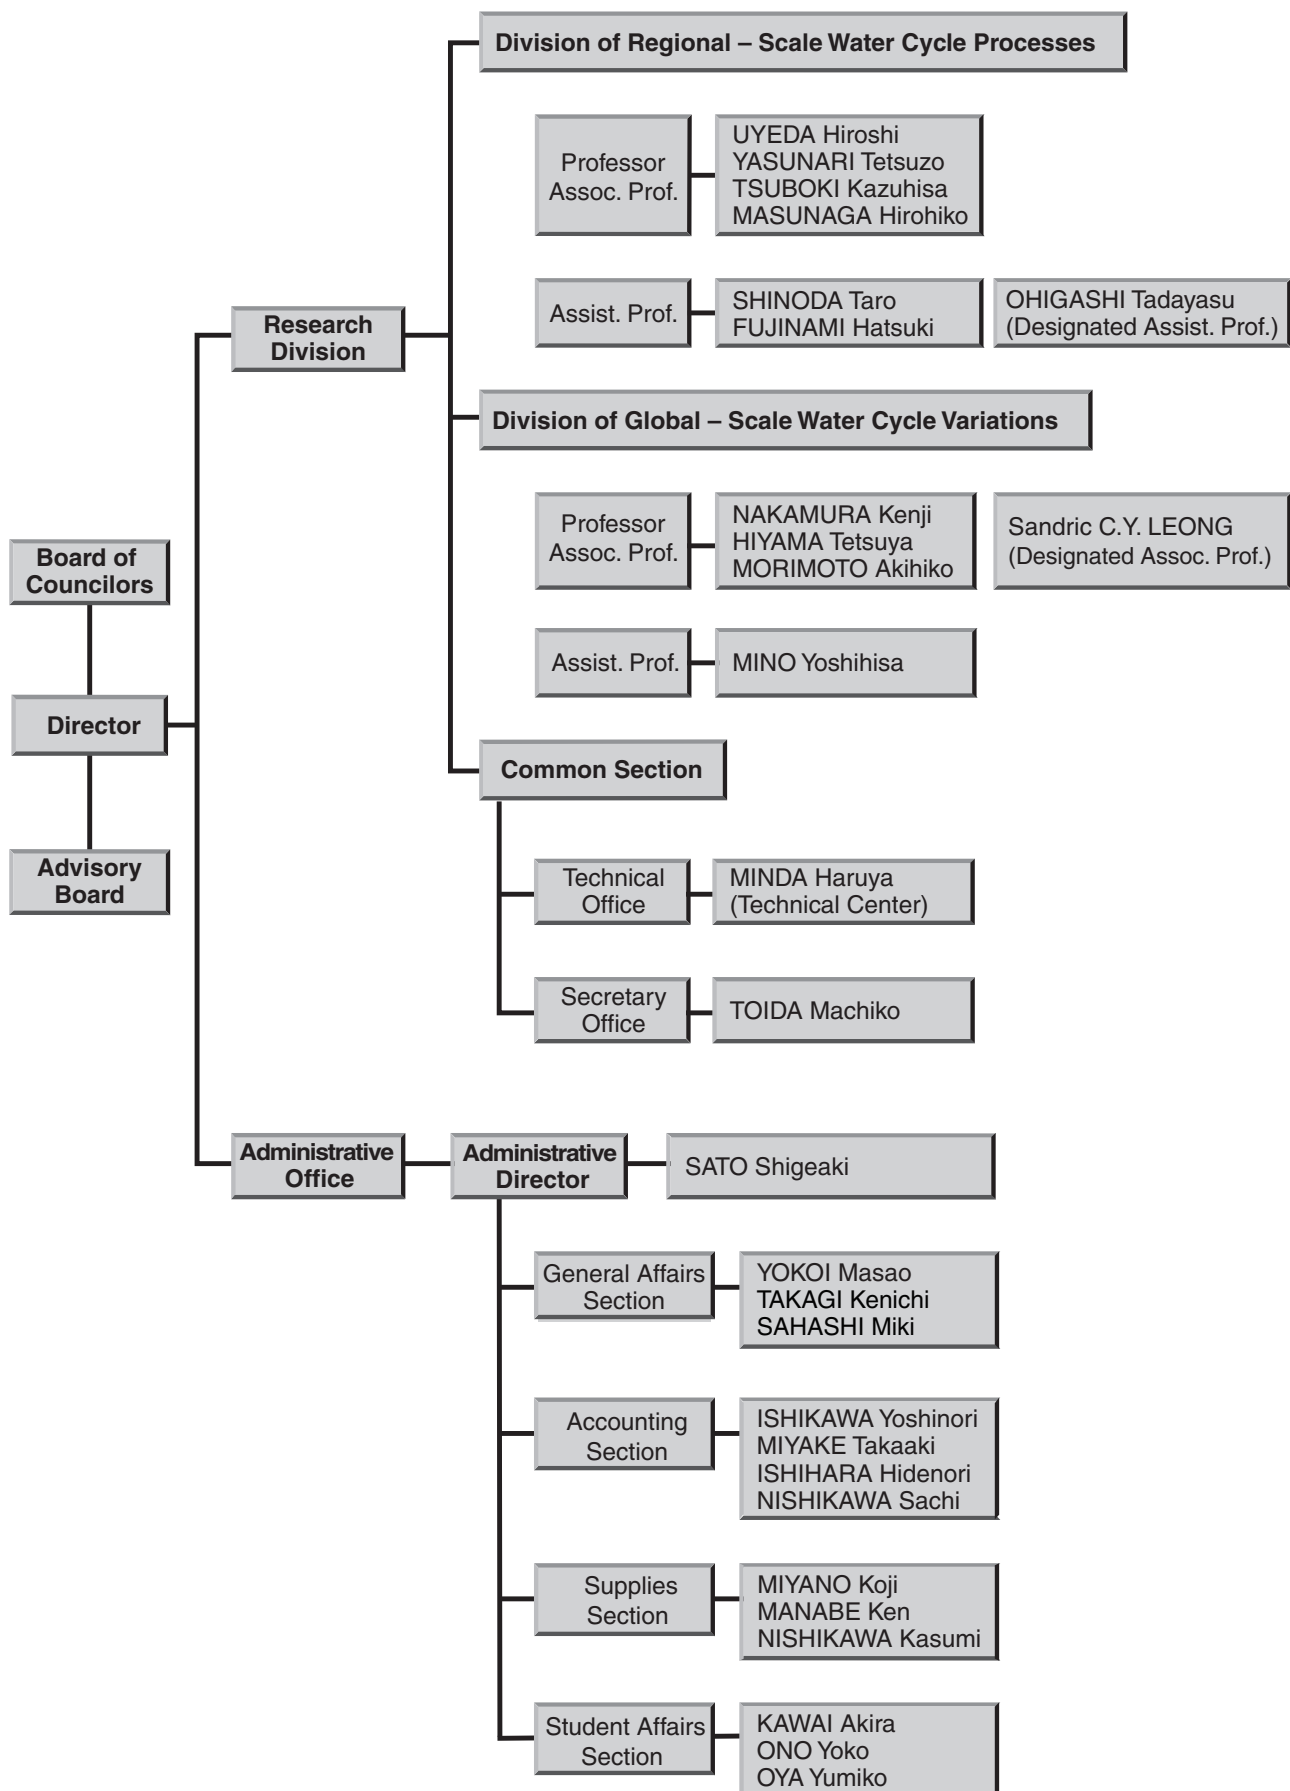 Division of Regional – Scale Water Cycle Processes
Professor
Assoc. Prof.
UYEDA Hiroshi
YASUNARI Tetsuzo
TSUBOKI Kazuhisa
MASUNAGA Hirohiko
Assist. Prof.
SHINODA Taro
FUJINAMI Hatsuki
OHIGASHI Tadayasu
(Designated Assist. Prof.)
Research
Division
Division of Global – Scale Water Cycle Variations
Professor
Assoc. Prof.
NAKAMURA Kenji
HIYAMA Tetsuya
MORIMOTO Akihiko
Sandric C.Y. LEONG
(Designated Assoc. Prof.)
Board of
Councilors
Assist. Prof.
MINO Yoshihisa
Director
Common Section
Advisory
Board
Technical
Office
MINDA Haruya
(Technical Center)
Secretary
Office
TOIDA Machiko
Administrative
Office
Administrative
Director
SATO Shigeaki
General Affairs
Section
YOKOI Masao
TAKAGI Kenichi
SAHASHI Miki
Accounting
Section
ISHIKAWA Yoshinori
MIYAKE Takaaki
ISHIHARA Hidenori
NISHIKAWA Sachi
Supplies
Section
MIYANO Koji
MANABE Ken
NISHIKAWA Kasumi
Student Affairs
Section
KAWAI Akira
ONO Yoko
OYA Yumiko